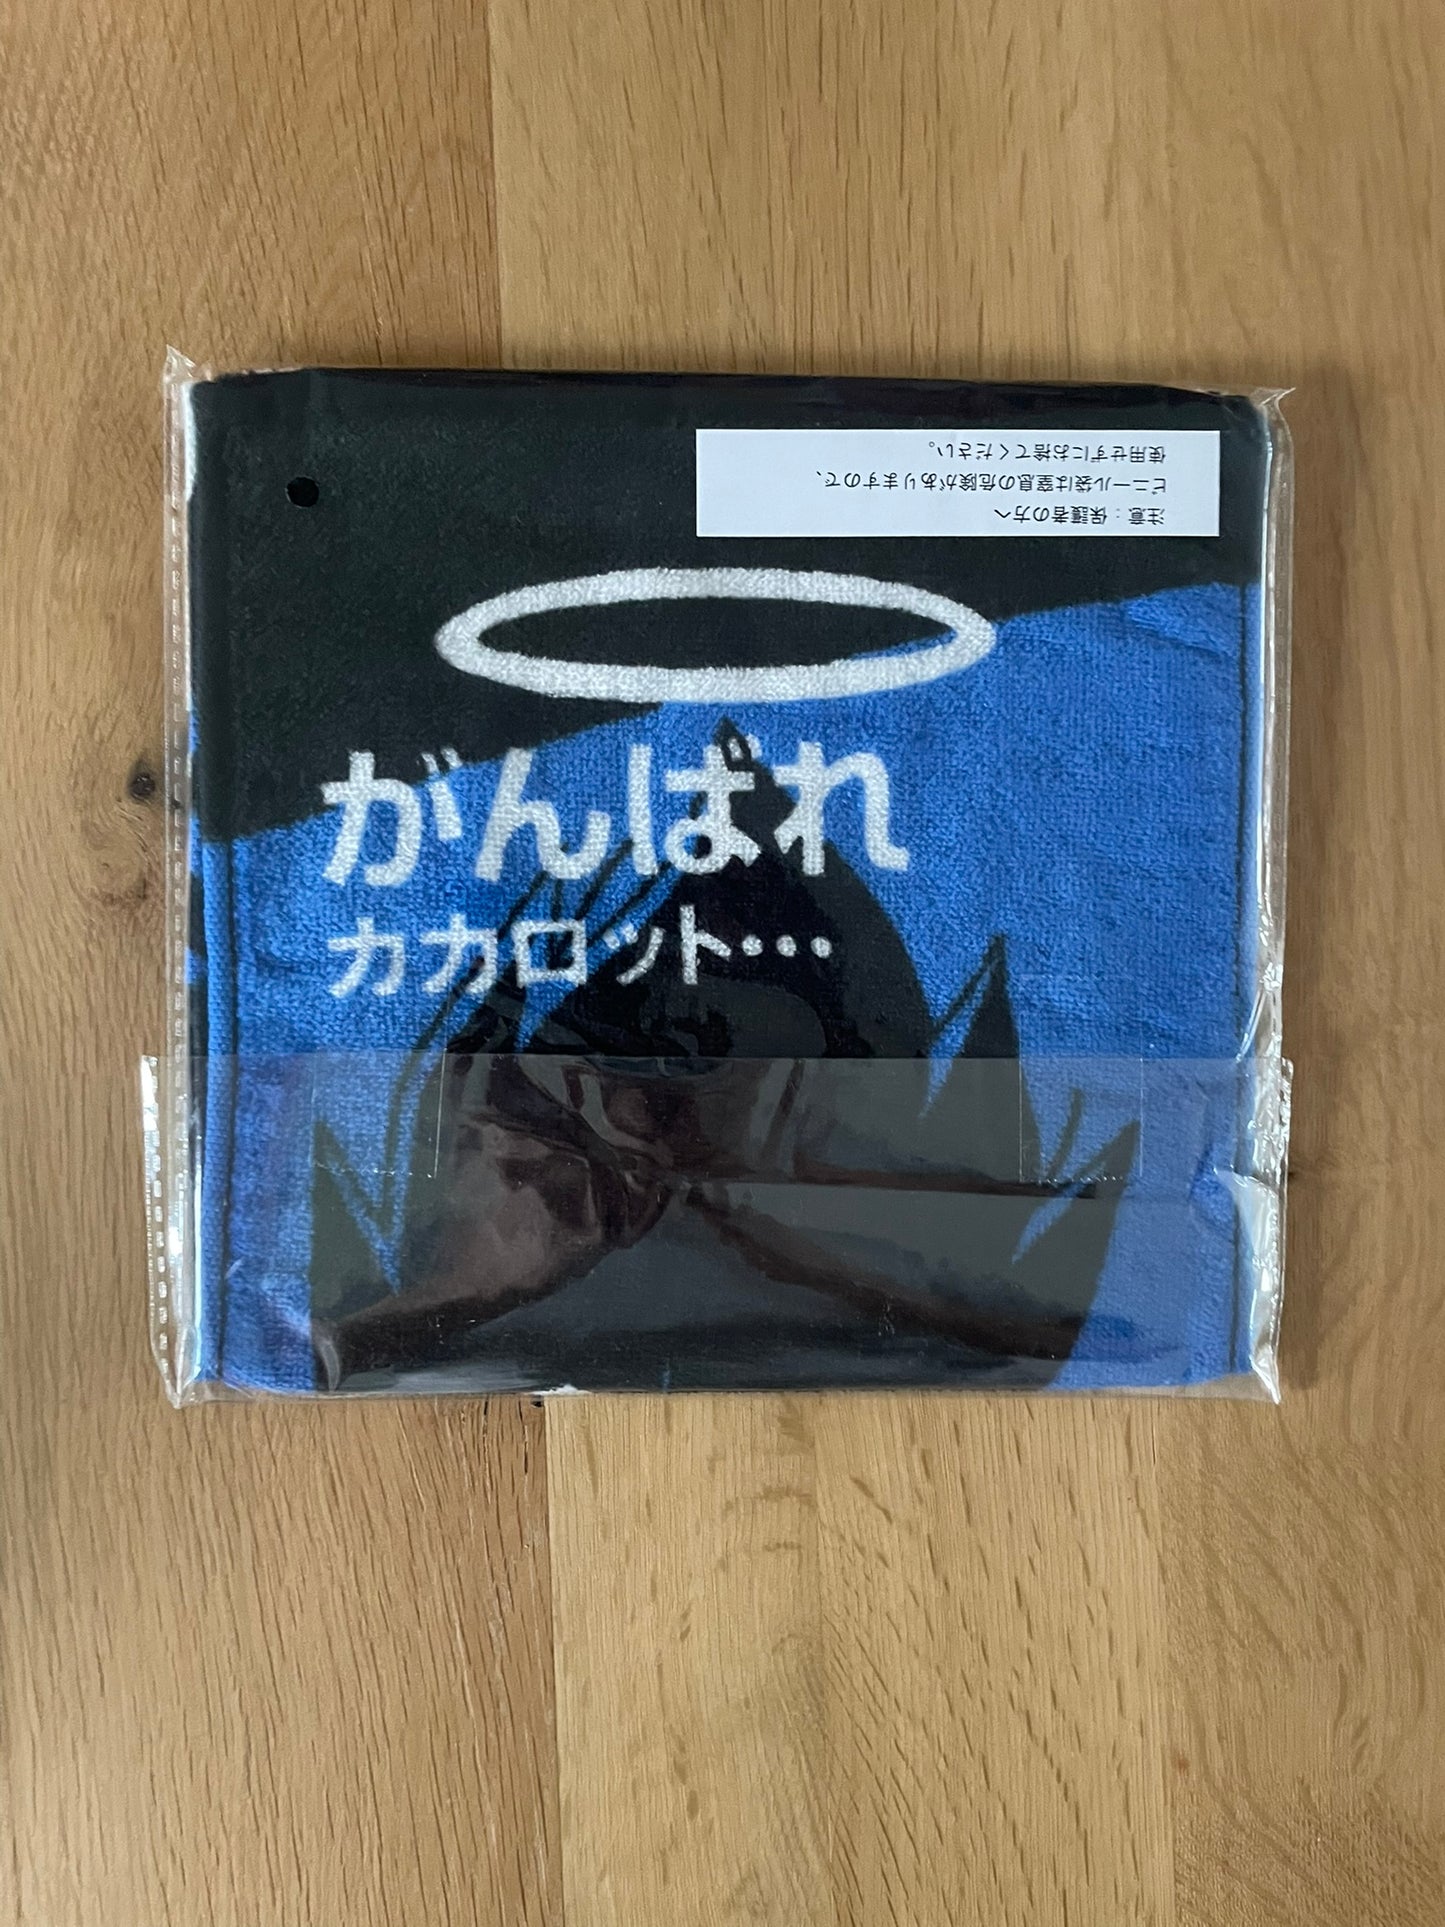 注意：保護者の方へ
ビニール袋は窒息の危険がありますので、
使用せずにお捨てください。
がんばれ
カカロット…